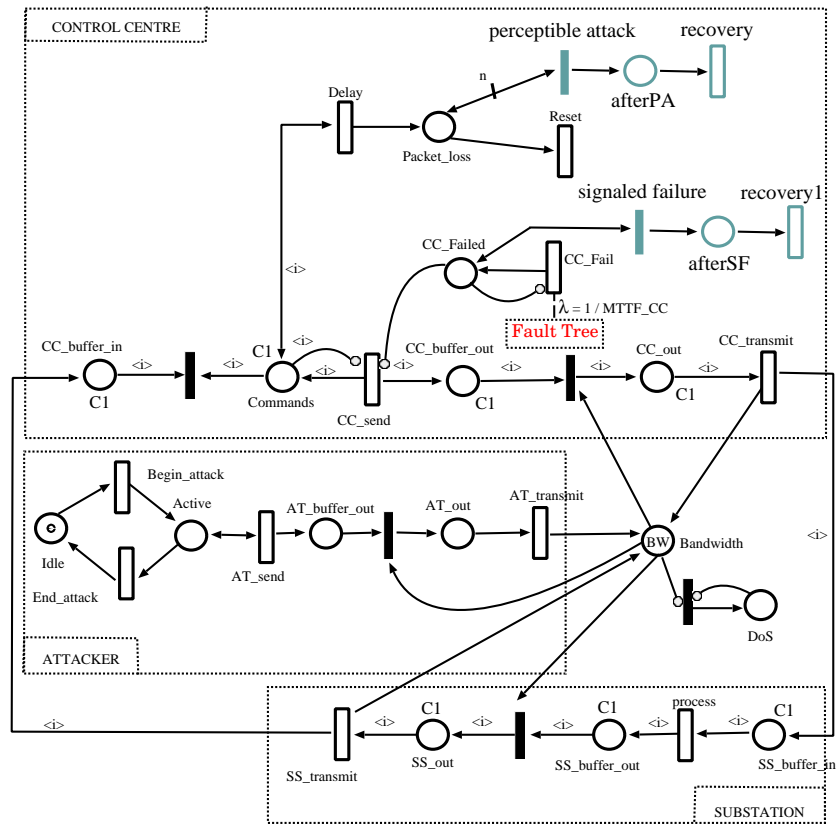 CONTROL CENTRE
perceptible attack
recovery
n
Delay
afterPA
Reset
Packet_loss
signaled failure
recovery1
CC_Failed
CC_Fail
afterSF
<i>
λ = 1 / MTTF_CC
Fault Tree
CC_buffer_in
<i>
C1
CC_buffer_out
CC_transmit
<i>
<i>
<i>
<i>
<i>
CC_out
<i>
<i>
C1
Commands
C1
C1
CC_send
Begin_attack
Active
AT_buffer_out
AT_out
AT_transmit
C
<i>
BW
Bandwidth
Idle
AT_send
End_attack
DoS
ATTACKER
process
C1
C1
C1
<i>
<i>
<i>
<i>
<i>
<i>
SS_transmit
SS_out
SS_buffer_out
SS_buffer_in
SUBSTATION